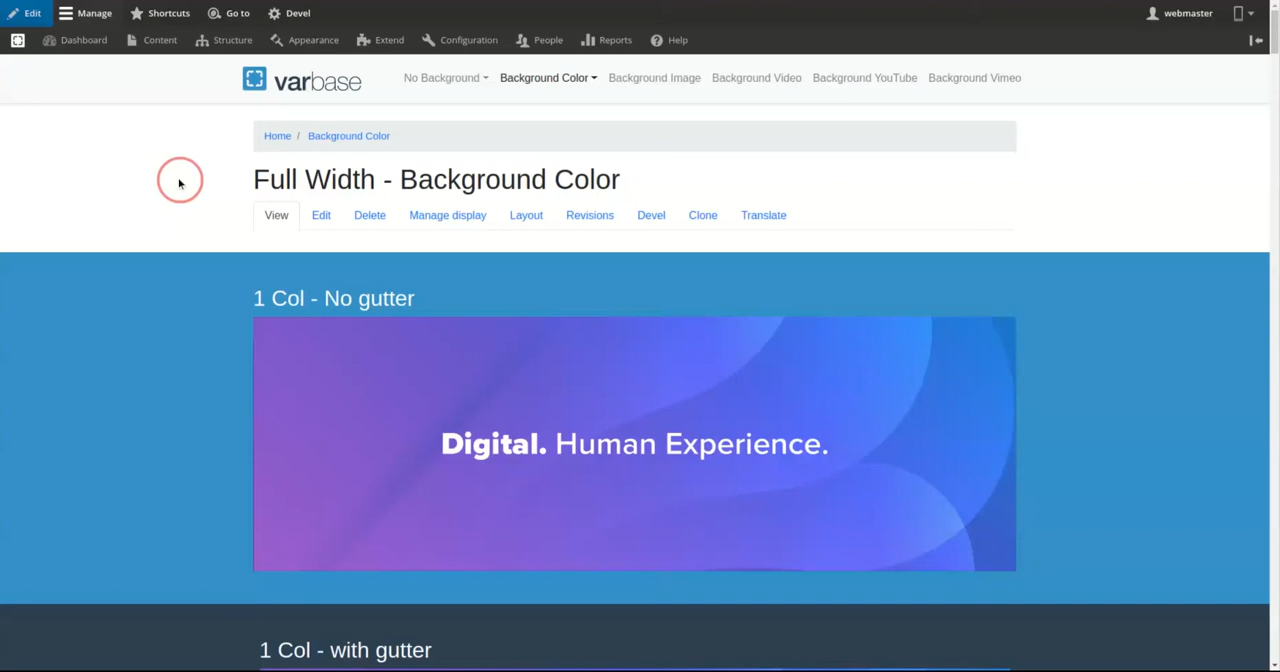 Edit Manage Shortcuts Go to Devel webmaster
Dashboard Content Structure Appearance Extend Configuration People Reports Help
varbase No Background Background Color Background Image Background Video Background YouTube Background Vimeo
Home / Background Color
Full Width - Background Color
View Edit Delete Manage display Layout Revisions Devel Clone Translate
1 Col - No gutter
Digital. Human Experience.
1 Col - with gutter